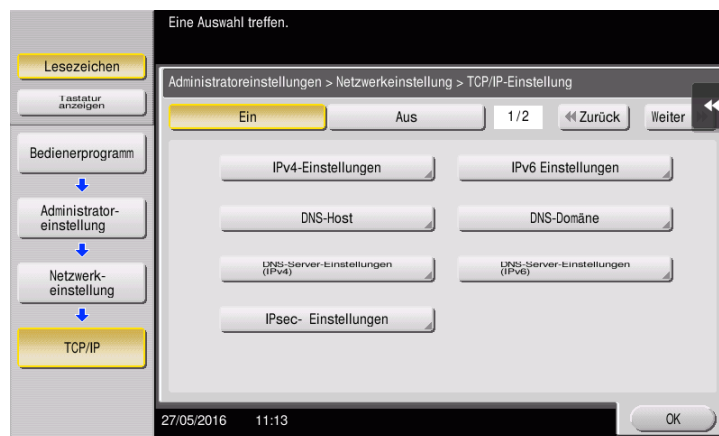 Eine Auswahl treffen.
Lesezeichen
Tastatur
anzeigen
Bedienerprogramm
Administrator-
einstellung
Netzwerk-
einstellung
TCP/IP
Administratoreinstellungen > Netzwerkeinstellung > TCP/IP-Einstellung
Ein Aus 1/2 Zurück Weiter
IPv4-Einstellungen IPv6 Einstellungen
DNS-Host DNS-Domäne
DNS-Server-Einstellungen
(IPv4)
DNS-Server-Einstellungen
(IPv6)
IPsec- Einstellungen
27/05/2016 11:13 OK